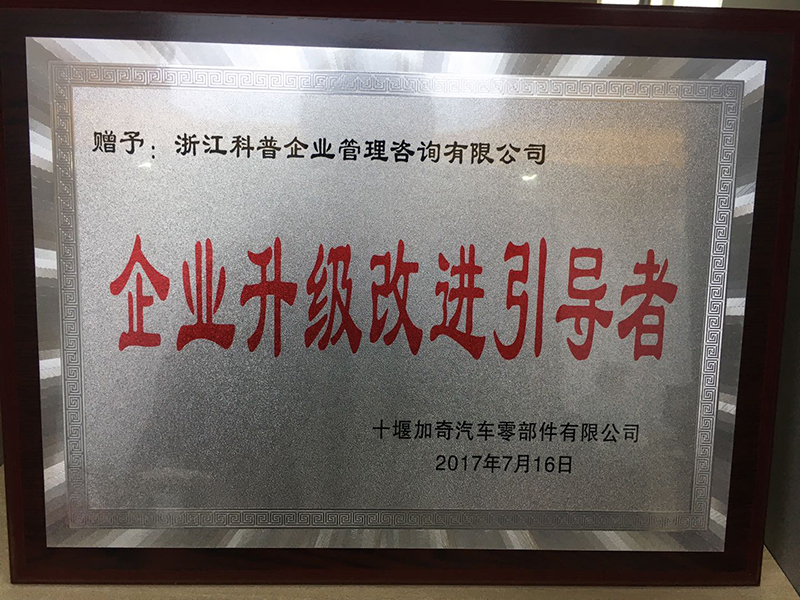 赠予：浙江科普企业管理咨询有限公司
企业升级改进引导者
十堰加奇汽车零部件有限公司
2017年7月16日